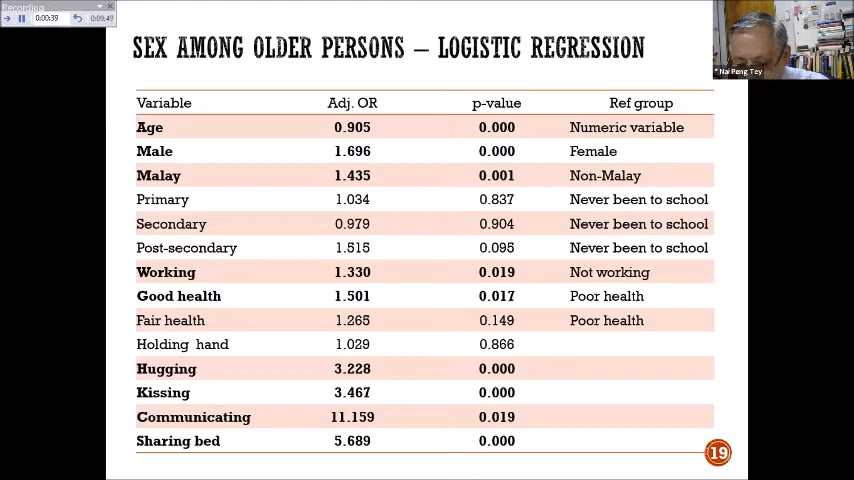 Recording
0:00:39
0:09:49
SEX AMONG OLDER PERSONS – LOGISTIC REGRESSION
* Nai Peng Tey
Variable Adj. OR p-value Ref group
Age 0.905 0.000 Numeric variable
Male 1.696 0.000 Female
Malay 1.435 0.001 Non-Malay
Primary 1.034 0.837 Never been to school
Secondary 0.979 0.904 Never been to school
Post-secondary 1.515 0.095 Never been to school
Working 1.330 0.019 Not working
Good health 1.501 0.017 Poor health
Fair health 1.265 0.149 Poor health
Holding hand 1.029 0.866
Hugging 3.228 0.000
Kissing 3.467 0.000
Communicating 11.159 0.019
Sharing bed 5.689 0.000
19